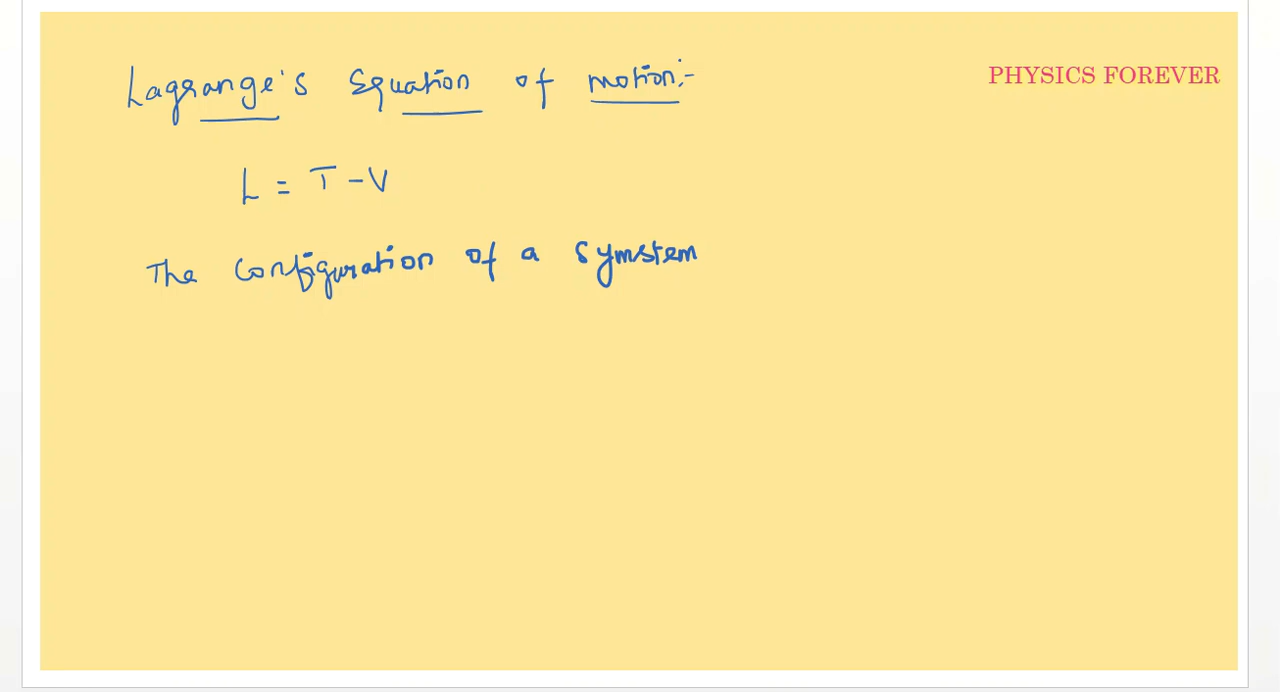 Lagrange's Equation of motion:-
PHYSICS FOREVER
L = T - V
The Configuration of a Symstem